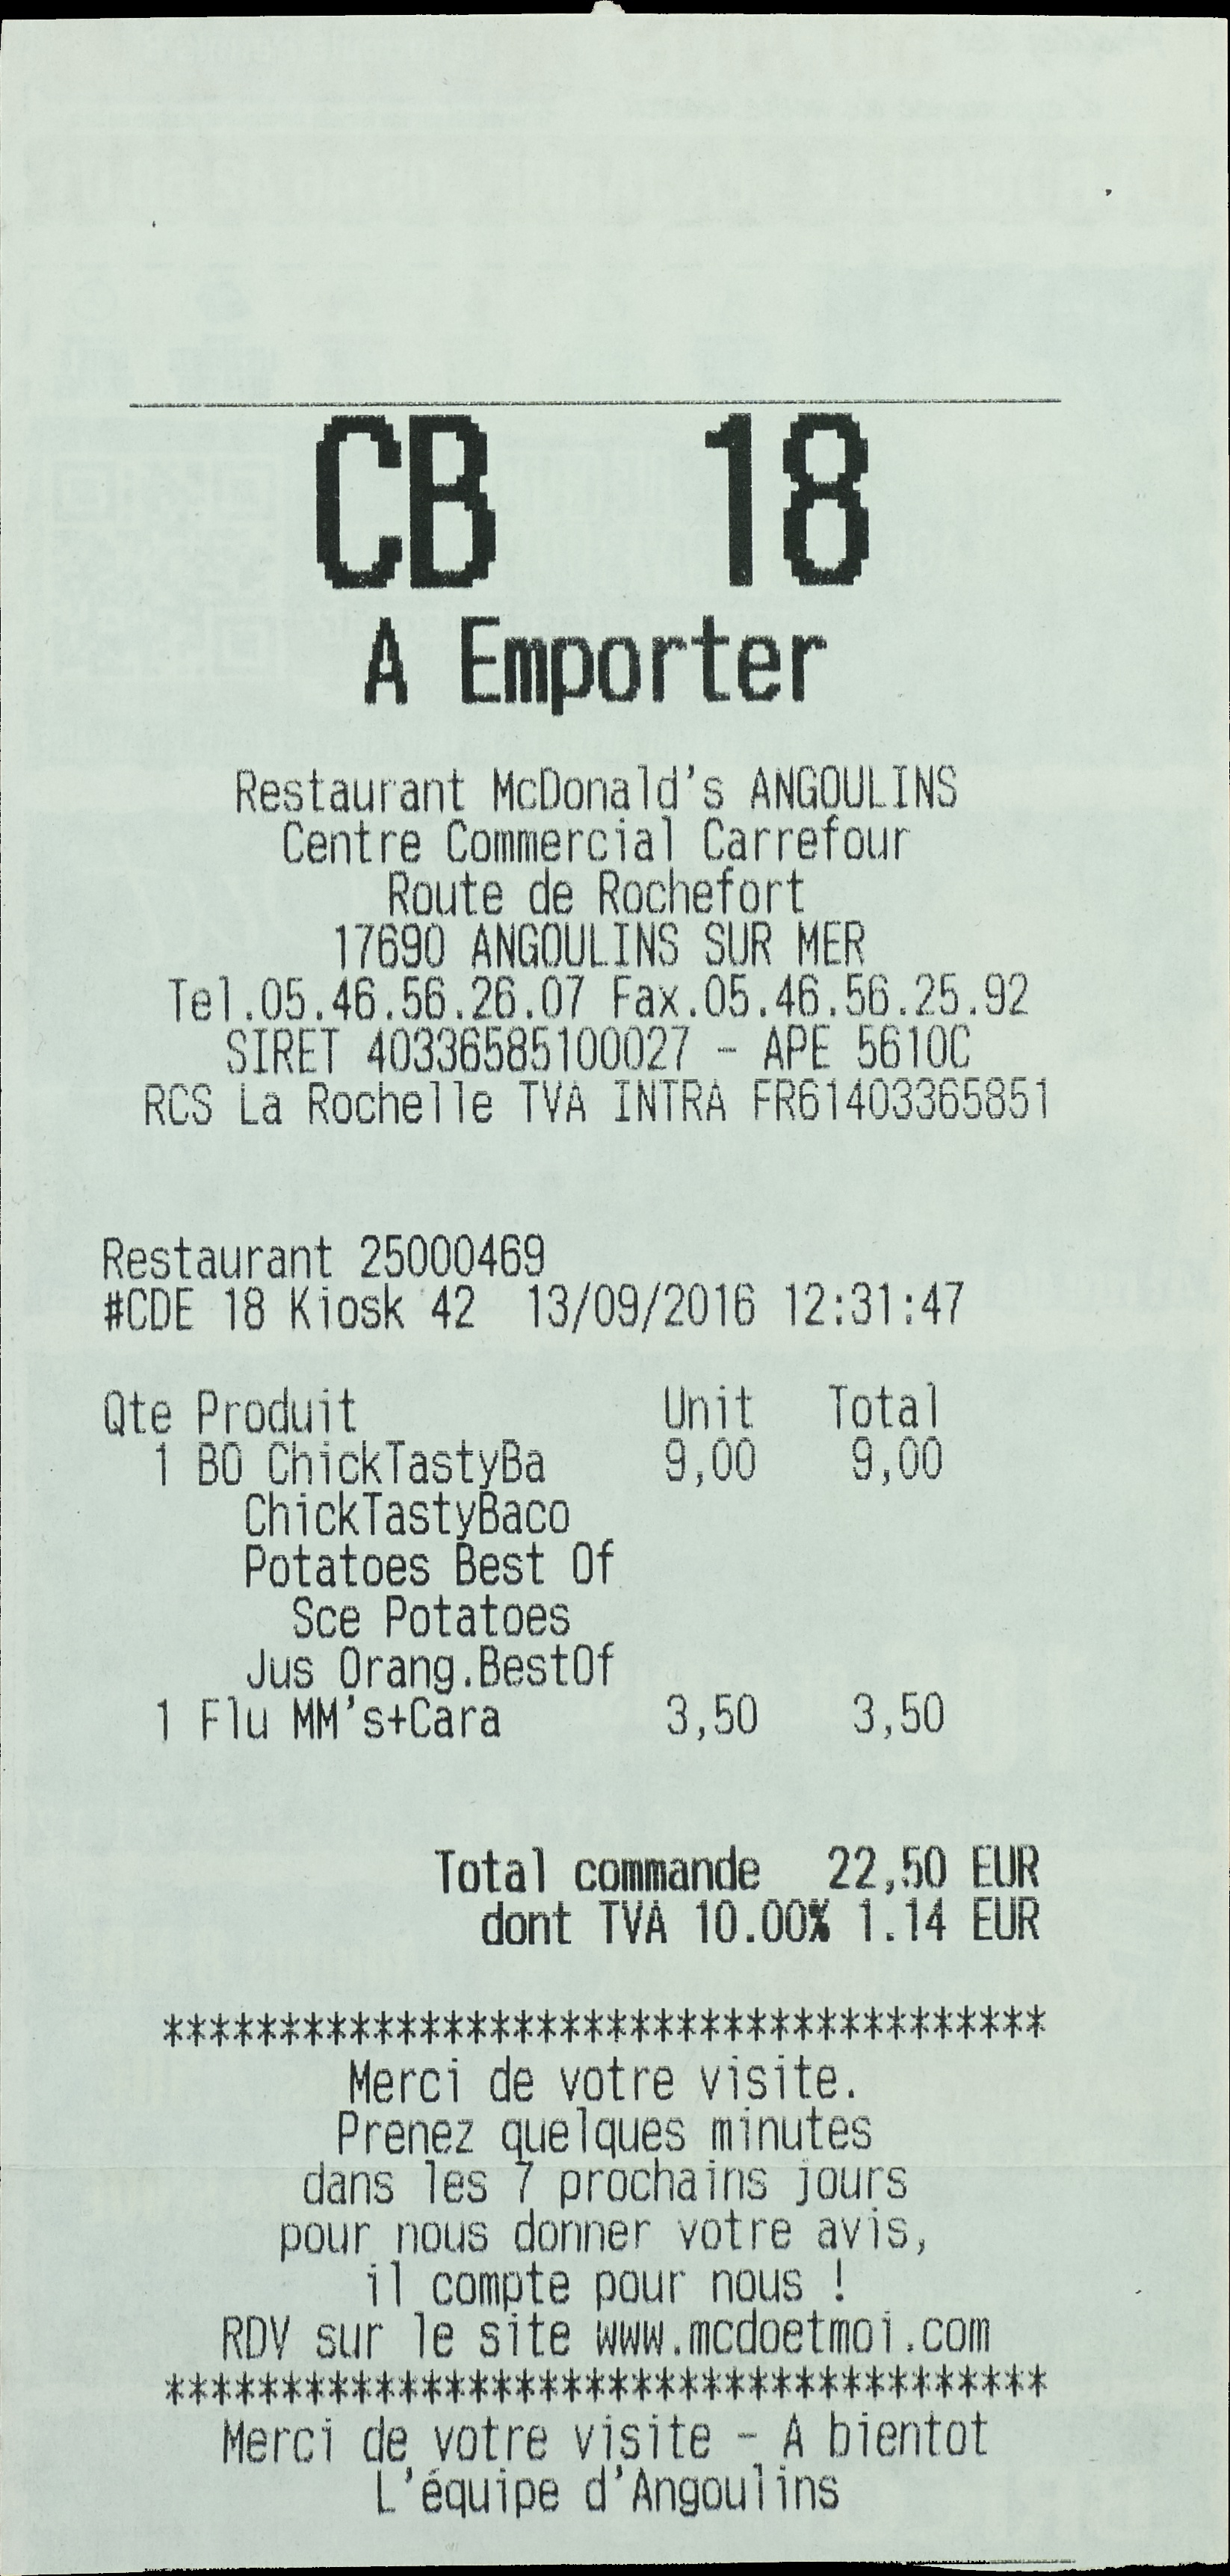 CB 18
A Emporter
Restaurant McDonald's ANGOULINS
Centre Commercial Carrefour
Route de Rochefort
17690 ANGOULINS SUR MER
Tel.05.46.56.26.07 Fax.05.46.56.25.92
SIRET 40336585100027 - APE 5610C
RCS La Rochelle TVA INTRA FR61403365851
Restaurant 25000469
#CDE 18 Kiosk 42 13/09/2016 12:31:47
Qte Produit Unit Total
1 BO ChickTastyBa 9,00 9,00
ChickTastyBaco
Potatoes Best Of
Sce Potatoes
Jus Orang.BestOf
1 Flu MM's+Cara 3,50 3,50
Total commande 22,50 EUR
dont TVA 10.00% 1.14 EUR
**************************************
Merci de votre visite.
Prenez quelques minutes
dans les 7 prochains jours
pour nous donner votre avis,
il compte pour nous !
RDV sur le site www.mcdoetmoi.com
**************************************
Merci de votre visite - A bientot
L'équipe d'Angoulins